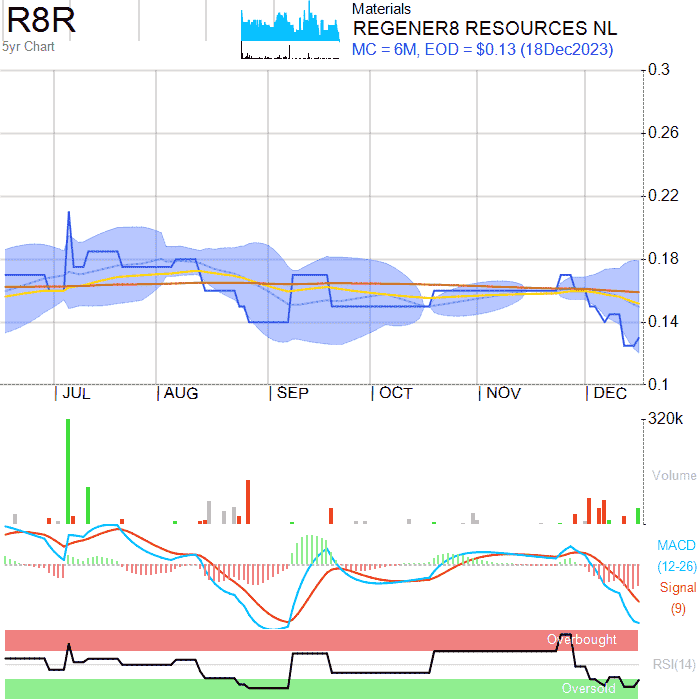 R8R
5yr Chart
Materials
REGENER8 RESOURCES NL
MC = 6M, EOD = $0.13 (18Dec2023)
0.3
0.26
0.22
0.18
0.14
0.1
JUL AUG SEP OCT NOV DEC
320k
Volume
MACD
(12-26)
Signal
(9)
Overbought
RSI(14)
Oversold